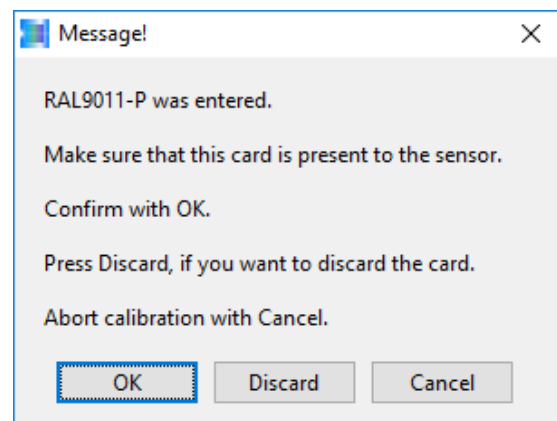 Message!
RAL9011-P was entered.
Make sure that this card is present to the sensor.
Confirm with OK.
Press Discard, if you want to discard the card.
Abort calibration with Cancel.
OK Discard Cancel